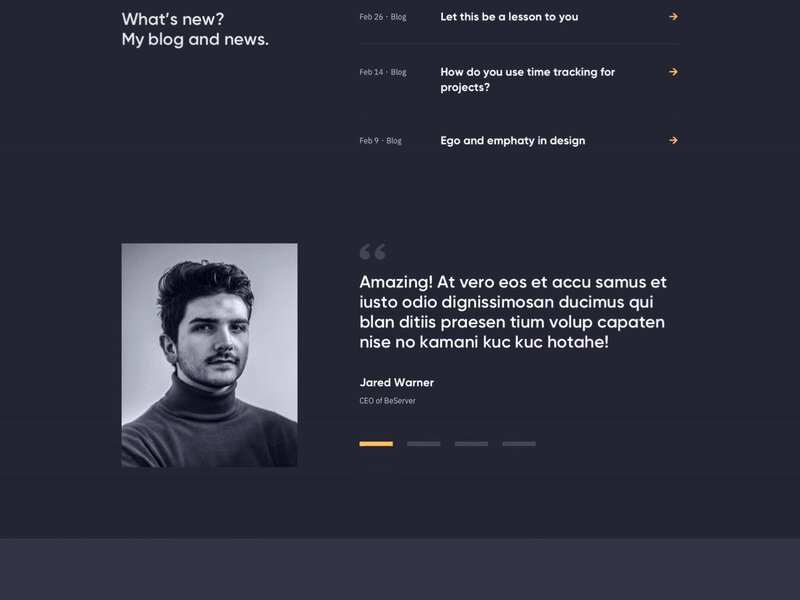 What’s new?
My blog and news.
Feb 26 · Blog
Let this be a lesson to you
Feb 14 · Blog
How do you use time tracking for
projects?
Feb 9 · Blog
Ego and emphaty in design
“
Amazing! At vero eos et accu samus et
iusto odio dignissimosan ducimus qui
blan ditiis praesen tium volup capaten
nise no kamani kuc kuc hotahe!
Jared Warner
CEO of BeServer